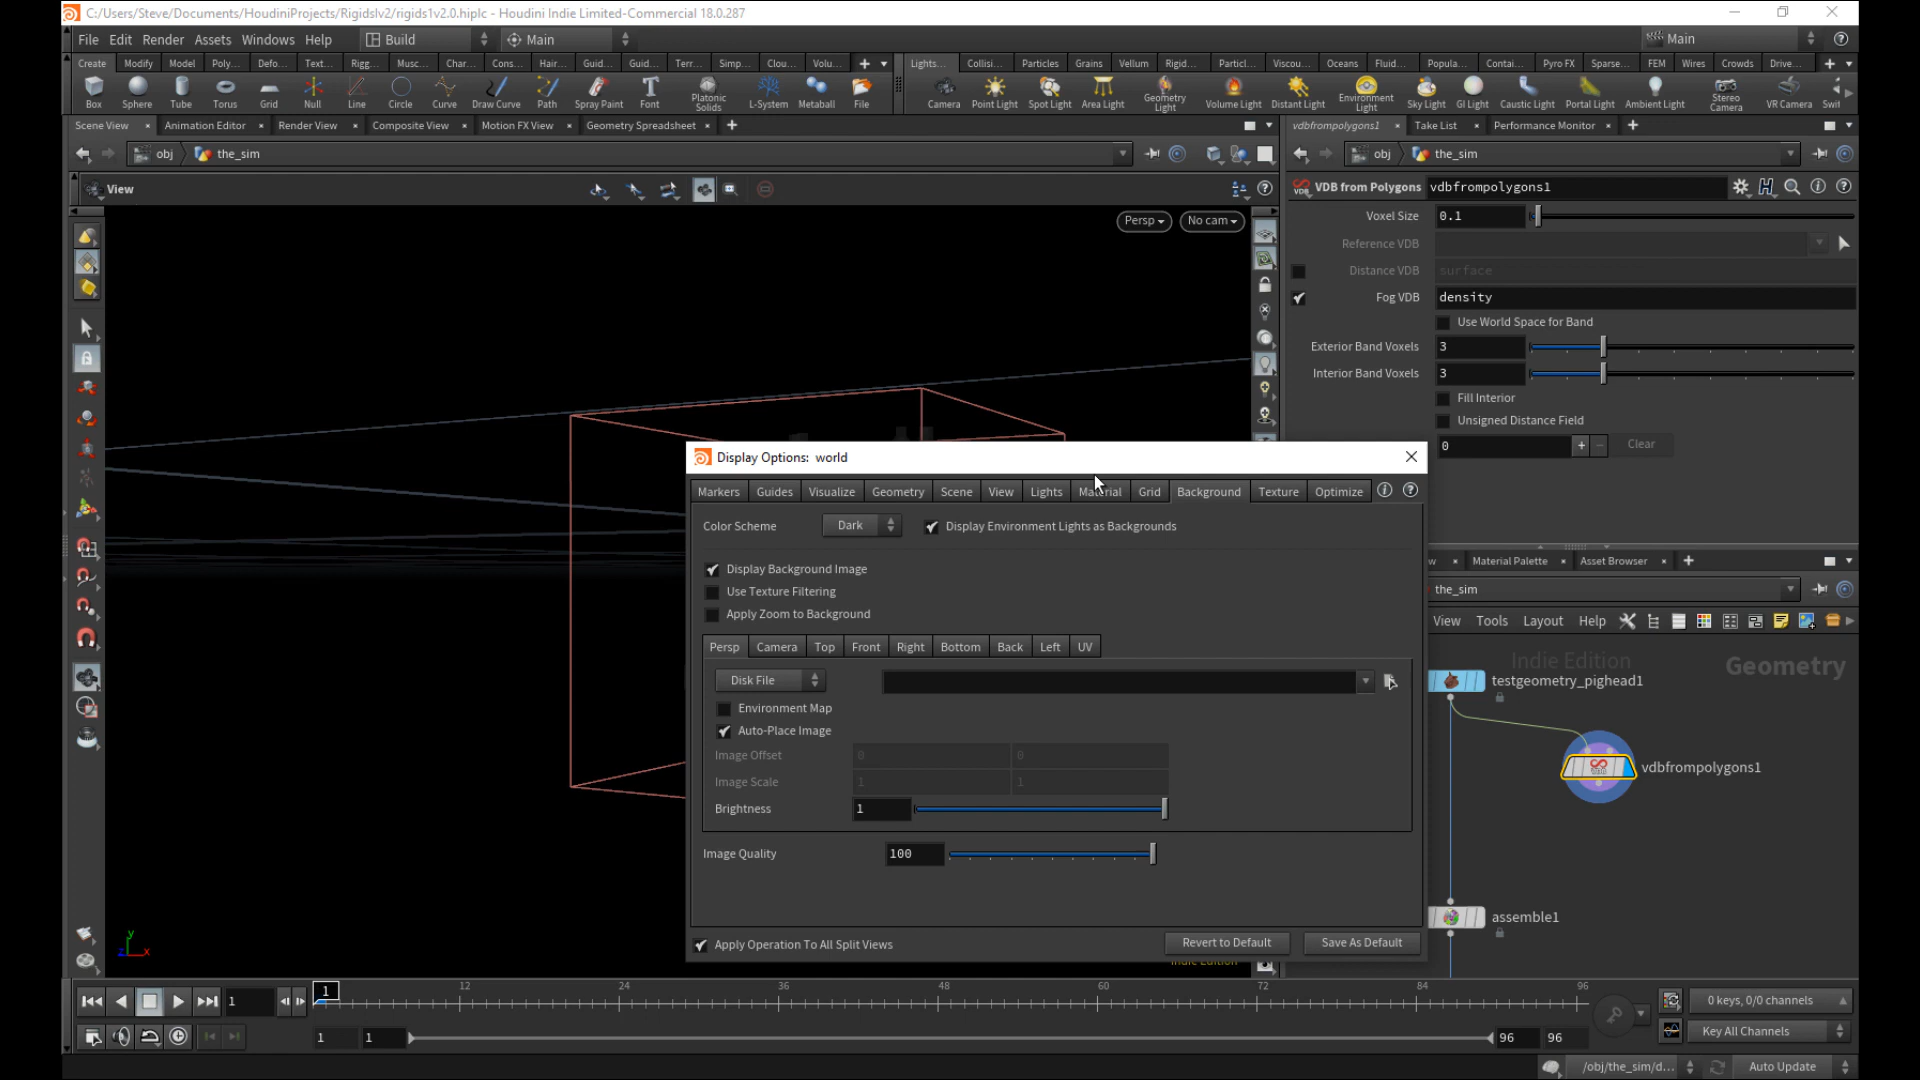 C:/Users/Steve/Documents/HoudiniProjects/RigidsIv2/rigids1v2.0.hiplc - Houdini Indie Limited-Commercial 18.0.287
File Edit Render Assets Windows Help Build Main Main
Create Modify Model Poly... Defo... Text... Rigg... Musc... Char... Cons... Hair... Guid... Guid... Terr... Simp... Clou... Volu... Lights... Collisi... Particles Grains Vellum Rigid... Particl... Viscou... Oceans Fluid... Popula... Contai... Pyro FX Sparse... FEM Wires Crowds Drive...
Box Sphere Tube Torus Grid Null Line Circle Curve Draw Curve Path Spray Paint Font Platonic Solids L-System Metaball File Camera Point Light Spot Light Area Light Geometry Light Volume Light Distant Light Environment Light Sky Light GI Light Caustic Light Portal Light Ambient Light Stereo Camera VR Camera Swit
Scene View Animation Editor Render View Composite View Motion FX View Geometry Spreadsheet vdbfrompolygons1 Take List Performance Monitor
obj the_sim obj the_sim
View VDB from Polygons vdbfrompolygons1
Persp No cam
Voxel Size 0.1
Reference VDB
Distance VDB surface
Fog VDB density
Use World Space for Band
Exterior Band Voxels 3
Interior Band Voxels 3
Fill Interior
Unsigned Distance Field
0 Clear
Display Options: world
Markers Guides Visualize Geometry Scene View Lights Material Grid Background Texture Optimize
Color Scheme Dark Display Environment Lights as Backgrounds
Display Background Image
Use Texture Filtering
Apply Zoom to Background
Persp Camera Top Front Right Bottom Back Left UV
Disk File
Environment Map
Auto-Place Image
Image Offset 0 0
Image Scale 1 1
Brightness 1
Image Quality 100
Apply Operation To All Split Views Revert to Default Save As Default
Indie Edition
w Material Palette Asset Browser
the_sim
View Tools Layout Help
Indie Edition Geometry
testgeometry_pighead1
vdbfrompolygons1
assemble1
y
z x
1 1 12 24 36 48 60 72 84 96 0 keys, 0/0 channels
1 1 96 96 Key All Channels
/obj/the_sim/d... Auto Update